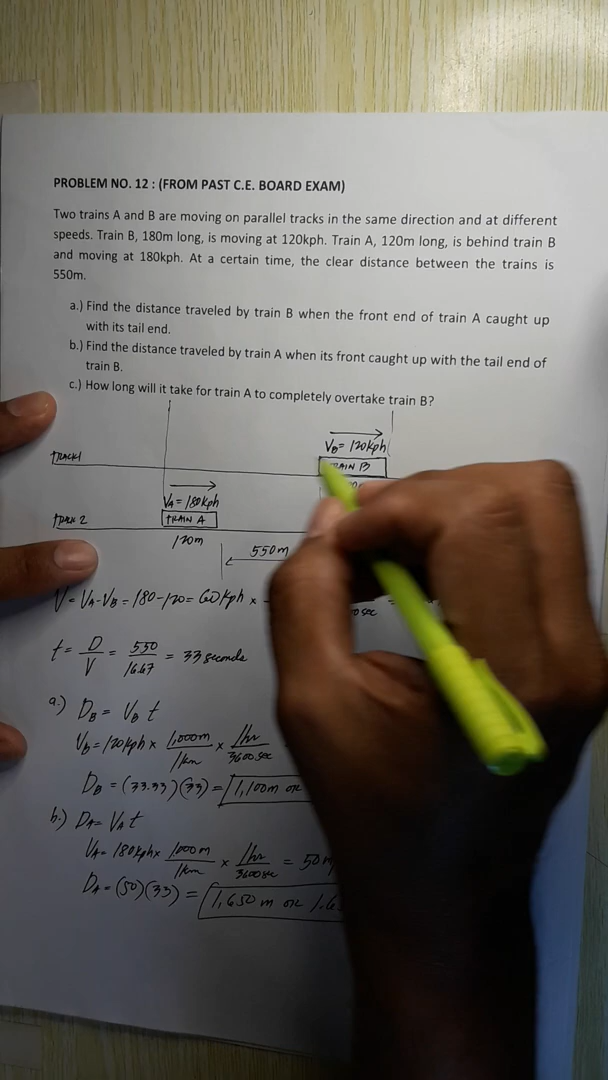 PROBLEM NO. 12 : (FROM PAST C.E. BOARD EXAM)
Two trains A and B are moving on parallel tracks in the same direction and at different
speeds. Train B, 180m long, is moving at 120kph. Train A, 120m long, is behind train B
and moving at 180kph. At a certain time, the clear distance between the trains is
550m.
a.) Find the distance traveled by train B when the front end of train A caught up
with its tail end.
b.) Find the distance traveled by train A when its front caught up with the tail end of
train B.
c.) How long will it take for train A to completely overtake train B?
VB = 120kph
TRACK 1
TRAIN B
VA = 180kph
TRACK 2
TRAIN A
120m
550m
V = VA - VB = 180 - 120 = 60 kph ×
t = D/V = 550/16.67 = 33 seconds
a.) DB = VB t
VB = 120kph × 1,000m/1km × 1hr/3600sec
DB = (33.33)(33) = 1,100m or
b.) DA = VA t
VA = 180kph × 1000m/1km × 1hr/3600sec = 50
DA = (50)(33) = 1,650 m or